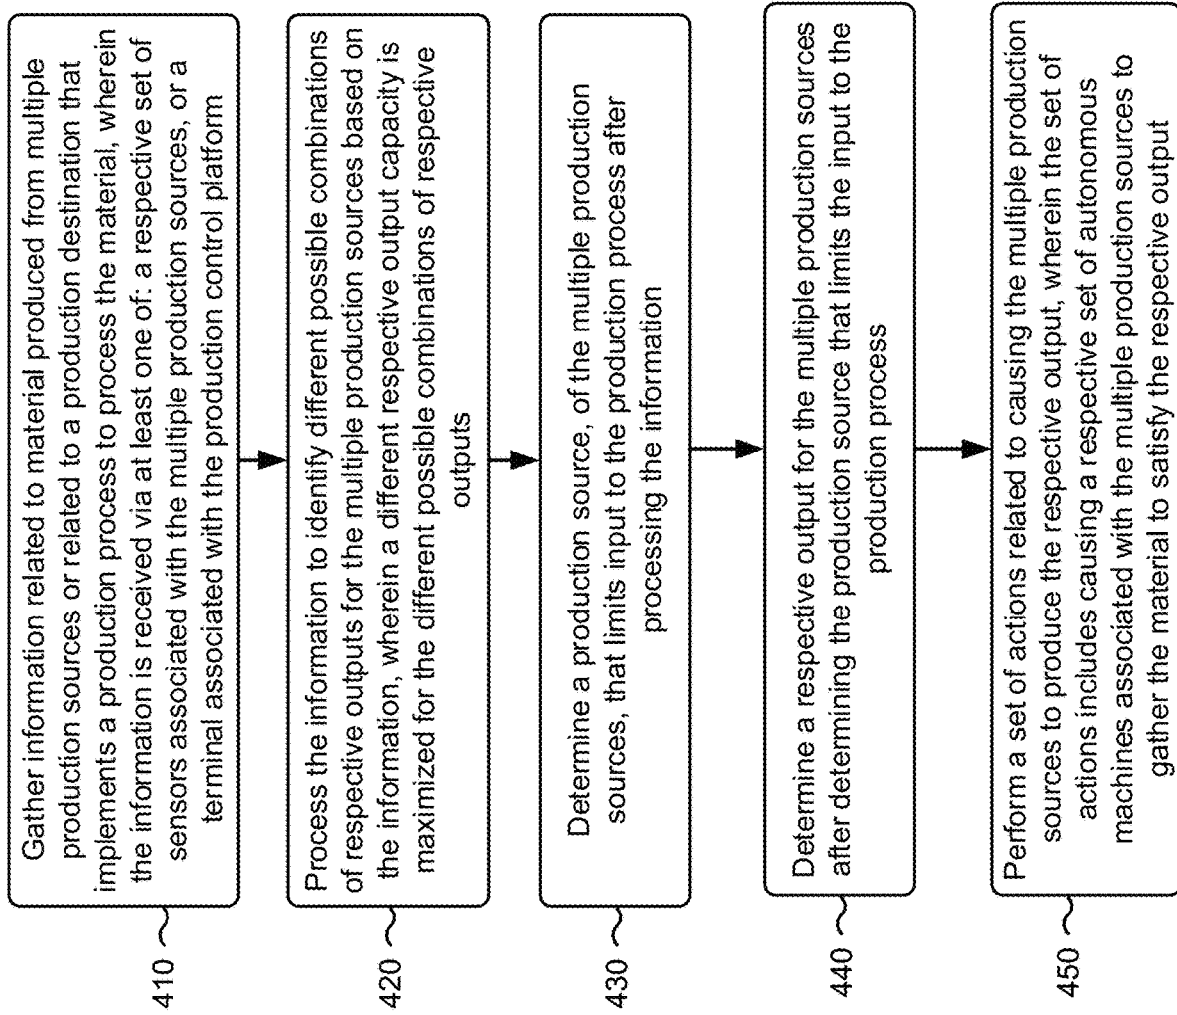 410
Gather information related to material produced from multiple
production sources or related to a production destination that
implements a production process to process the material, wherein
the information is received via at least one of: a respective set of
sensors associated with the multiple production sources, or a
terminal associated with the production control platform
420
Process the information to identify different possible combinations
of respective outputs for the multiple production sources based on
the information, wherein a different respective output capacity is
maximized for the different possible combinations of respective
outputs
430
Determine a production source, of the multiple production
sources, that limits input to the production process after
processing the information
440
Determine a respective output for the multiple production sources
after determining the production source that limits the input to the
production process
450
Perform a set of actions related to causing the multiple production
sources to produce the respective output, wherein the set of
actions includes causing a respective set of autonomous
machines associated with the multiple production sources to
gather the material to satisfy the respective output